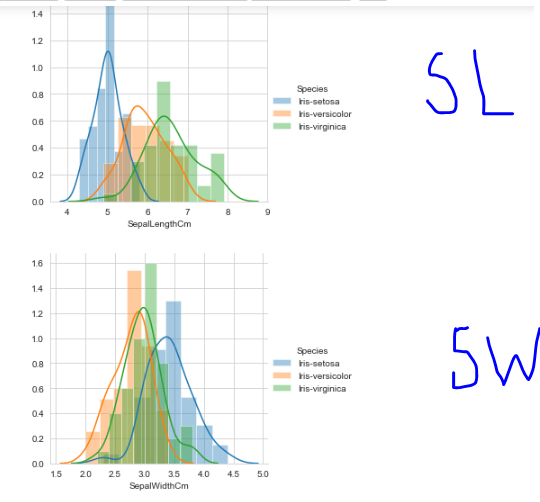 1.4
1.2
1.0
0.8
0.6
0.4
0.2
0.0
4 5 6 7 8 9
SepalLengthCm
Species
Iris-setosa
Iris-versicolor
Iris-virginica
SL
1.6
1.4
1.2
1.0
0.8
0.6
0.4
0.2
0.0
1.5 2.0 2.5 3.0 3.5 4.0 4.5 5.0
SepalWidthCm
Species
Iris-setosa
Iris-versicolor
Iris-virginica
SW